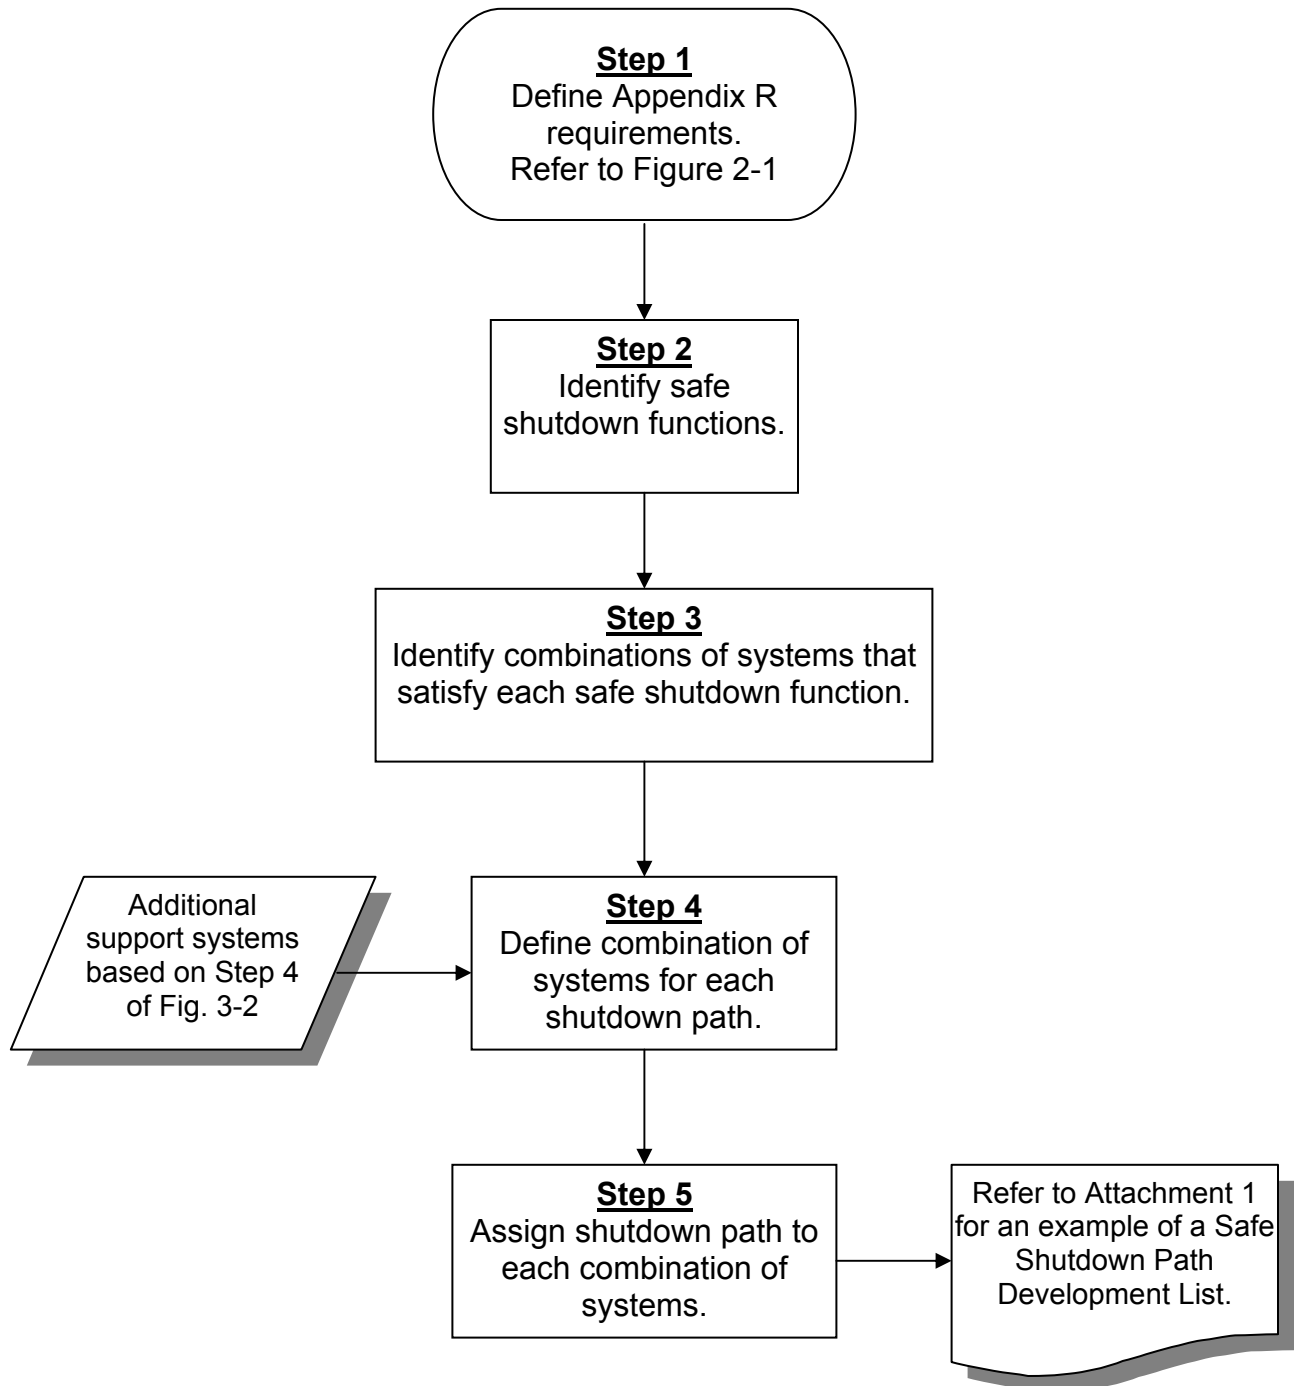 Step 1
Define Appendix R
requirements.
Refer to Figure 2-1
Step 2
Identify safe
shutdown functions.
Step 3
Identify combinations of systems that
satisfy each safe shutdown function.
Additional
support systems
based on Step 4
of Fig. 3-2
Step 4
Define combination of
systems for each
shutdown path.
Step 5
Assign shutdown path to
each combination of
systems.
Refer to Attachment 1
for an example of a Safe
Shutdown Path
Development List.